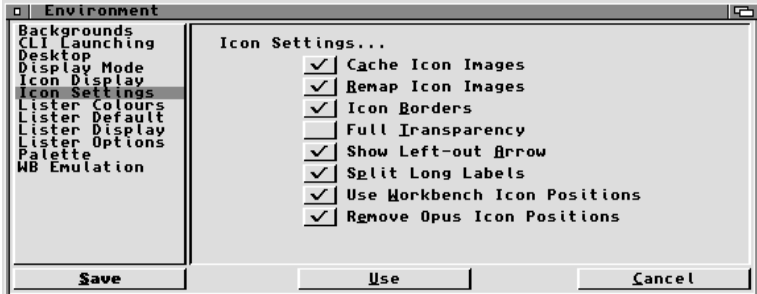 Environment
Backgrounds
CLI Launching
Desktop
Display Mode
Icon Display
Icon Settings
Lister Colours
Lister Default
Lister Display
Lister Options
Palette
WB Emulation
Icon Settings...
Cache Icon Images
Remap Icon Images
Icon Borders
Full Transparency
Show Left-out Arrow
Split Long Labels
Use Workbench Icon Positions
Remove Opus Icon Positions
Save
Use
Cancel